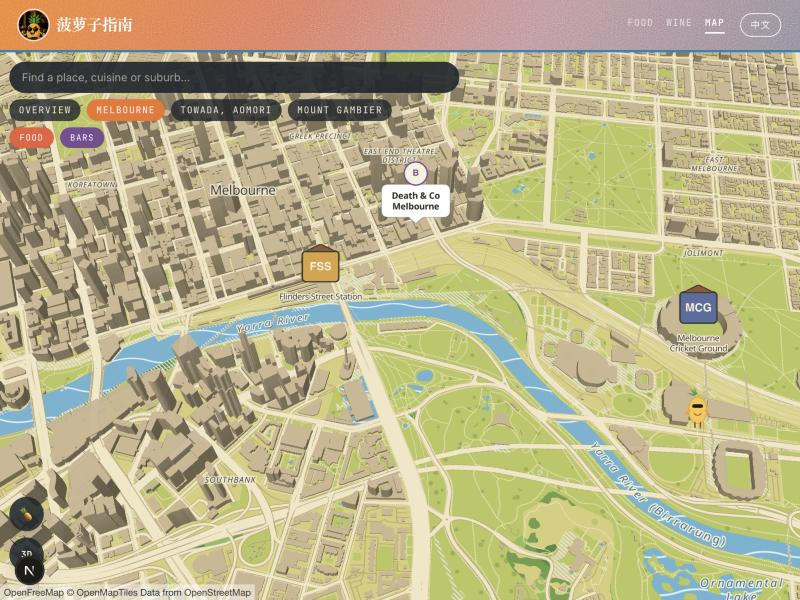 菠萝子指南
FOOD
WINE
MAP
中文
Find a place, cuisine or suburb...
OVERVIEW
MELBOURNE
TOWADA, AOMORI
MOUNT GAMBIER
FOOD
BARS
GREEK PRECINCT
EAST END THEATRE
DISTRICT
EAST
MELBOURNE
KOREATOWN
Melbourne
B
Death & Co
Melbourne
JOLIMONT
FSS
Flinders Street Station
MCG
Melbourne
Cricket Ground
Yarra River
SOUTHBANK
Yarra River (Birrarung)
3D
N
Ornamental
Lake
OpenFreeMap © OpenMapTiles Data from OpenStreetMap